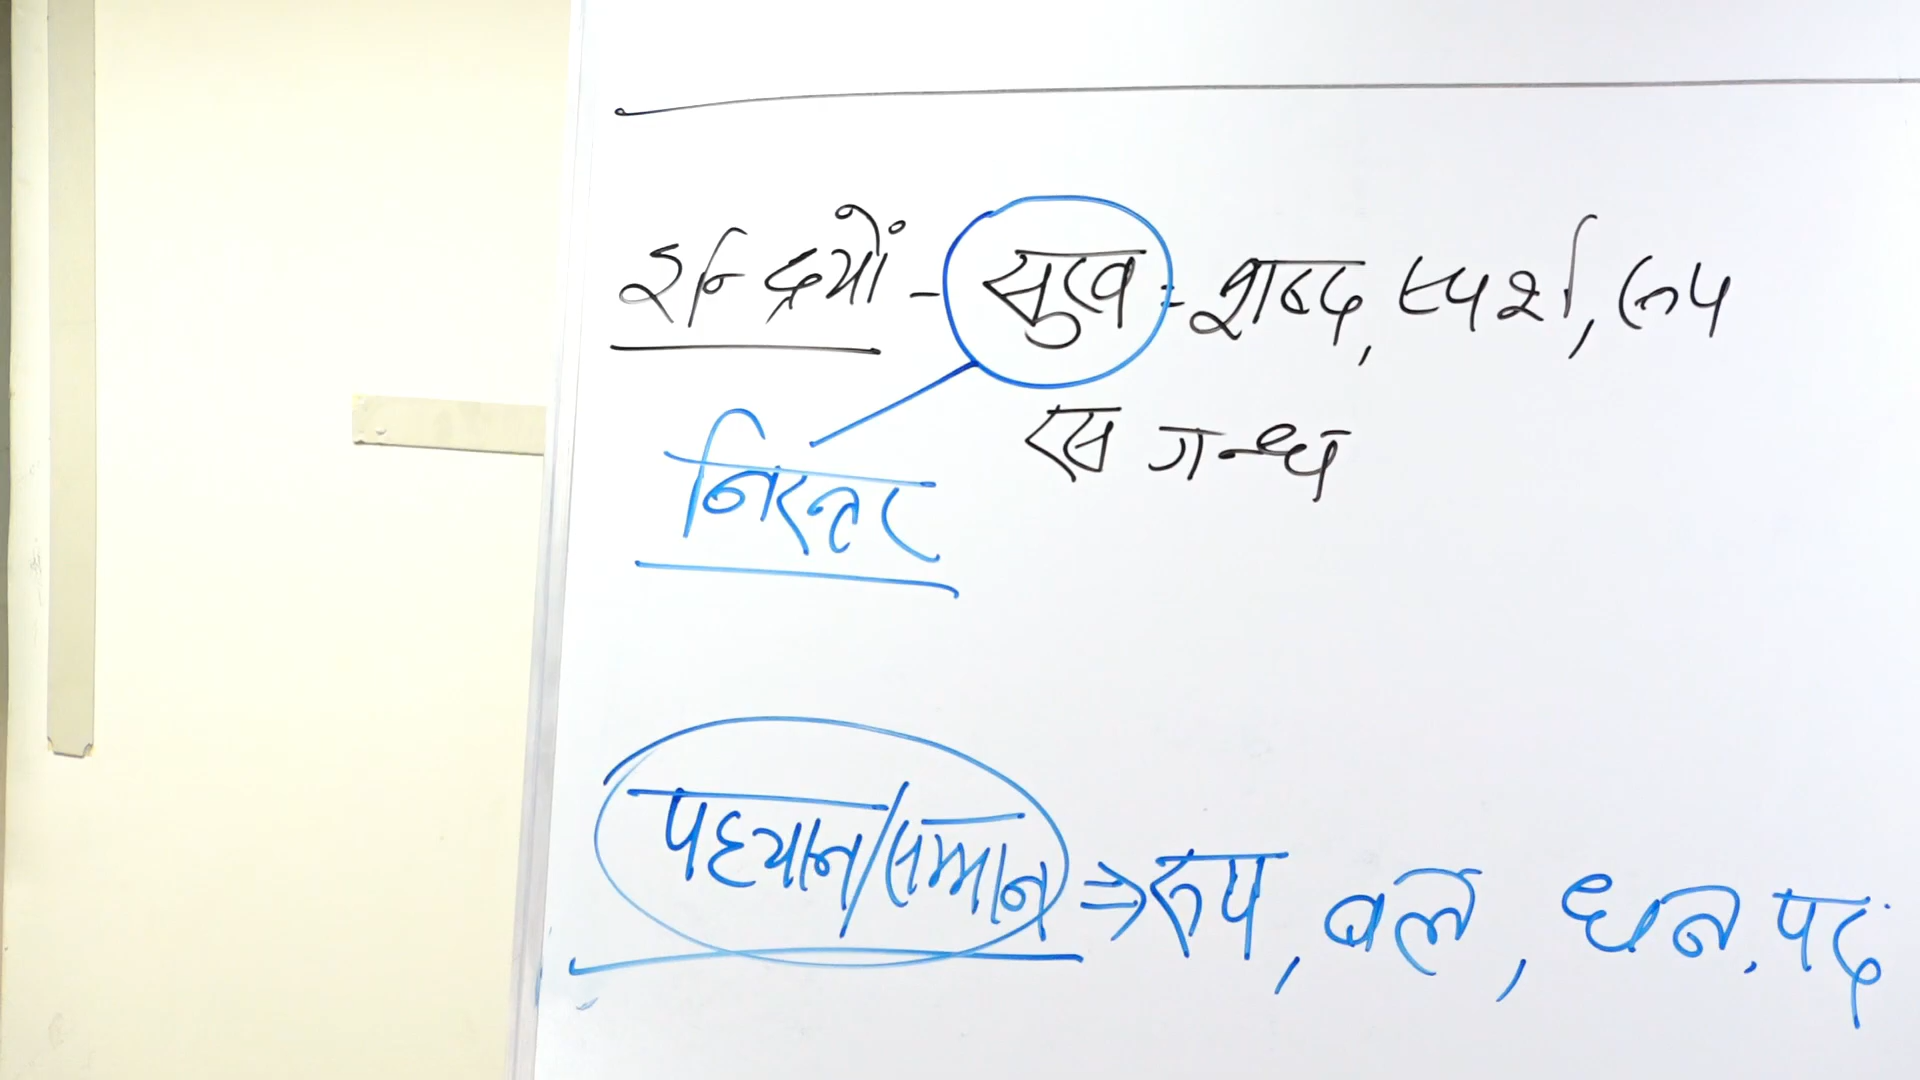 इन्द्रियों - सुख - शब्द, स्पर्श, रूप
रस गन्ध
निरन्तर
पहचान/सम्मान ⇒ रूप, बल, धन, पद